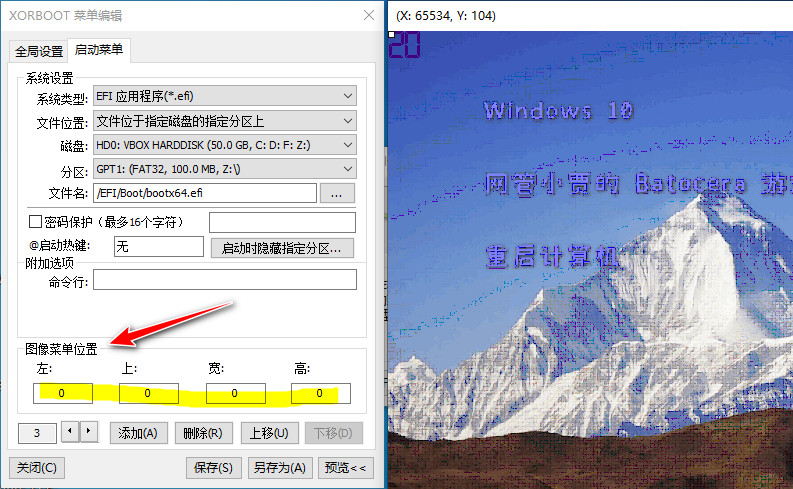 XORBOOT 菜单编辑
全局设置 启动菜单
系统设置
系统类型: EFI 应用程序(*.efi)
文件位置: 文件位于指定磁盘的指定分区上
磁盘: HD0: VBOX HARDDISK (50.0 GB, C: D: F: Z:)
分区: GPT1: (FAT32, 100.0 MB, Z:\)
文件名: /EFI/Boot/bootx64.efi ...
密码保护（最多16个字符）
@启动热键: 无 启动时隐藏指定分区...
附加选项
命令行:
图像菜单位置
左: 上: 宽: 高:
0 0 0 0
3 添加(A) 删除(R) 上移(U) 下移(D)
关闭(C) 保存(S) 另存为(A) 预览<<
(X: 65534, Y: 104)
20
Windows 10
网管小贾的 Batocera 游
重启计算机